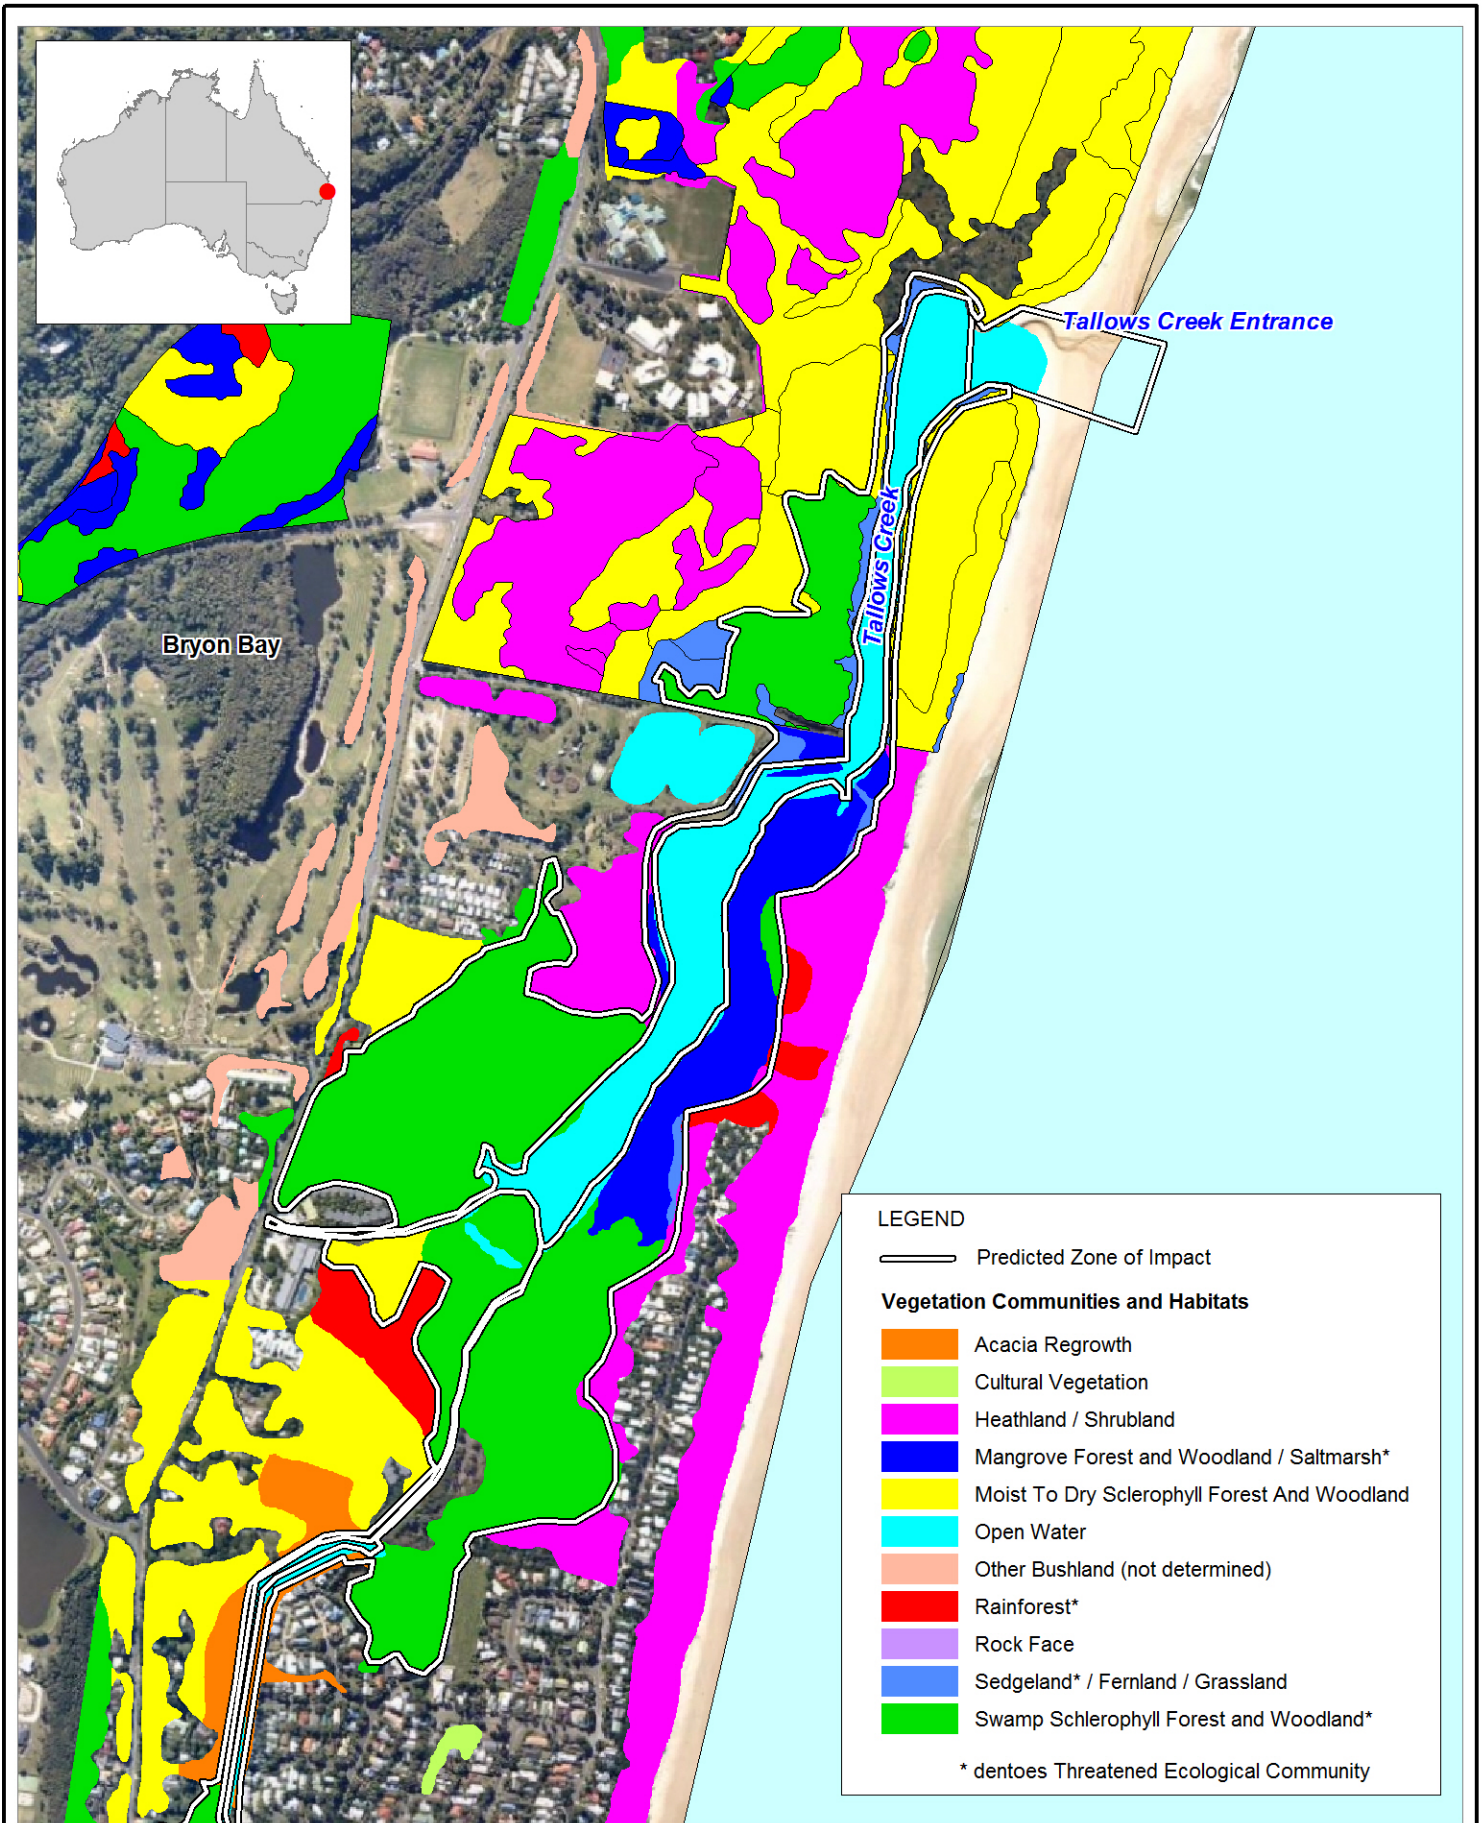 Tallows Creek Entrance
Tallows Creek
Bryon Bay
LEGEND
Predicted Zone of Impact
Vegetation Communities and Habitats
Acacia Regrowth
Cultural Vegetation
Heathland / Shrubland
Mangrove Forest and Woodland / Saltmarsh*
Moist To Dry Sclerophyll Forest And Woodland
Open Water
Other Bushland (not determined)
Rainforest*
Rock Face
Sedgeland* / Fernland / Grassland
Swamp Schlerophyll Forest and Woodland*
* dentoes Threatened Ecological Community